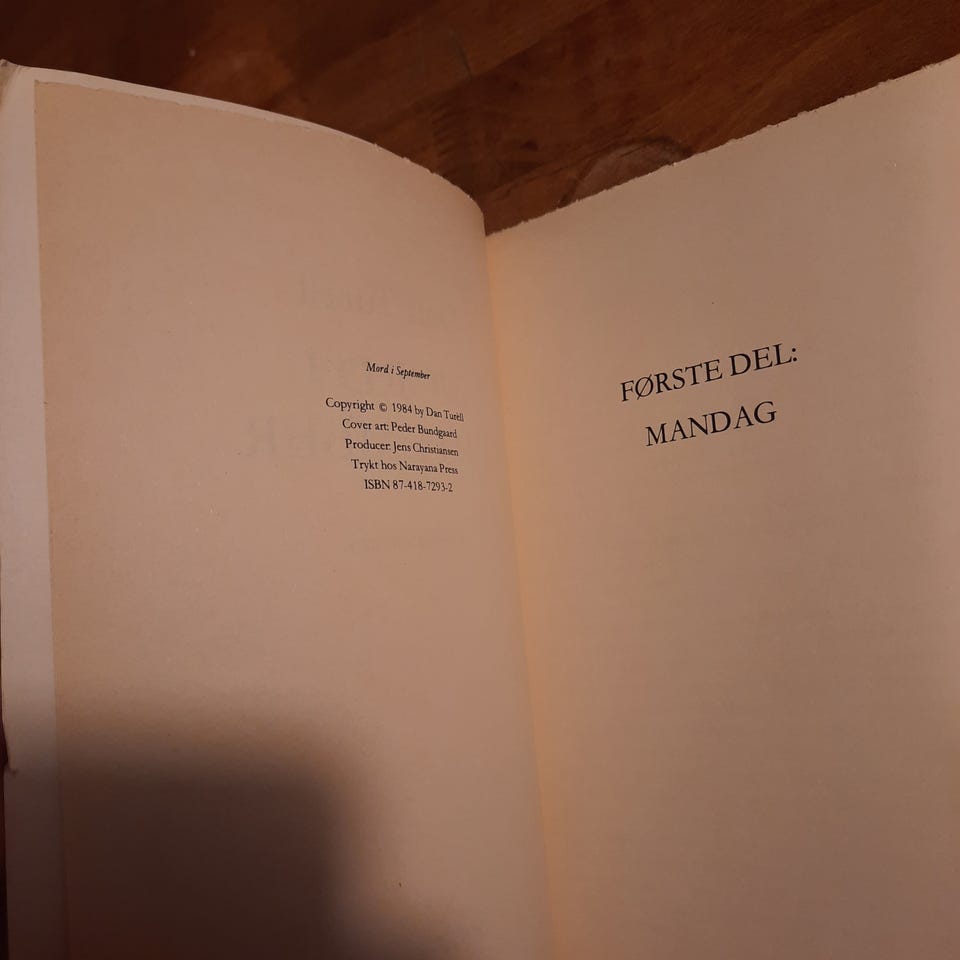 Mord i September
Copyright © 1984 by Dan Turèll
Cover art: Peder Bundgaard
Producer: Jens Christiansen
Trykt hos Narayana Press
ISBN 87-418-7293-2
FØRSTE DEL:
MANDAG